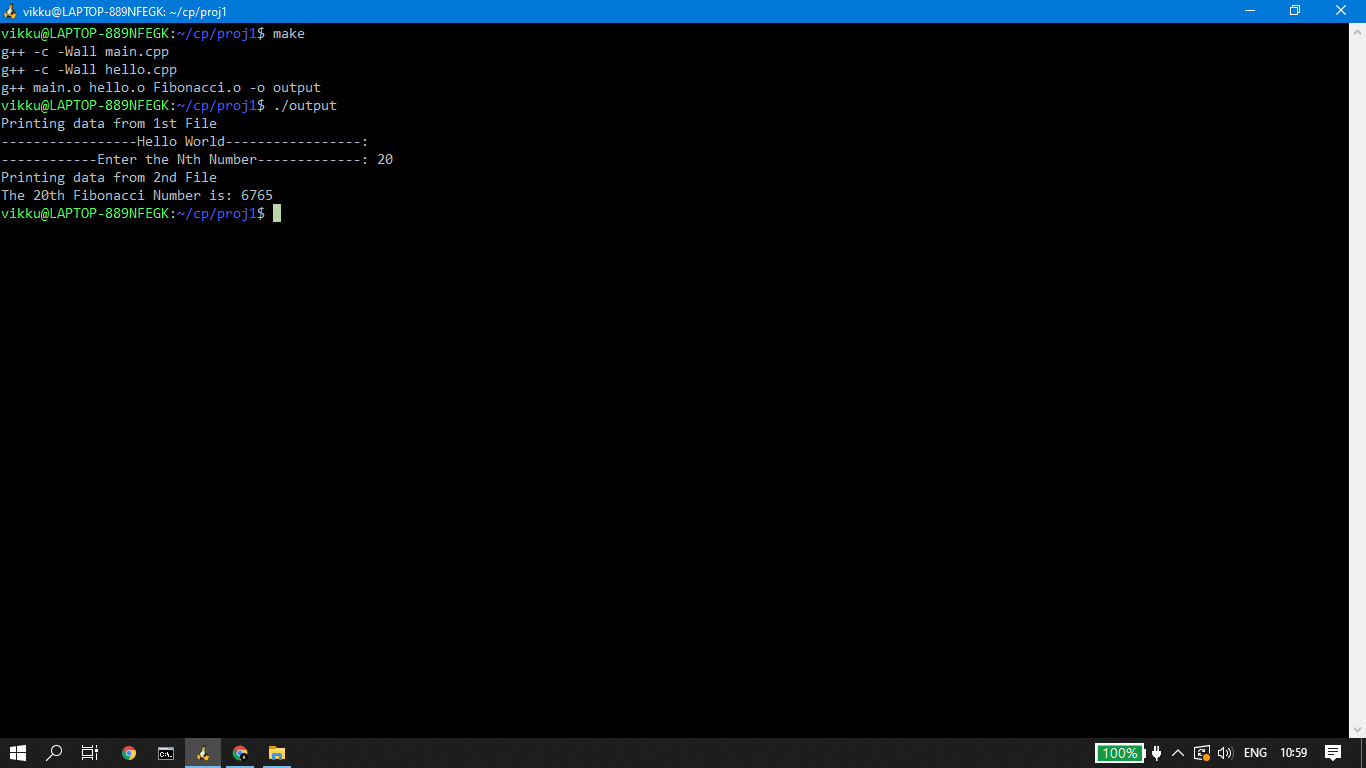 vikku@LAPTOP-889NFEGK: ~/cp/proj1
vikku@LAPTOP-889NFEGK:~/cp/proj1$ make
g++ -c -Wall main.cpp
g++ -c -Wall hello.cpp
g++ main.o hello.o Fibonacci.o -o output
vikku@LAPTOP-889NFEGK:~/cp/proj1$ ./output
Printing data from 1st File
-----------------Hello World-----------------:
------------Enter the Nth Number-------------: 20
Printing data from 2nd File
The 20th Fibonacci Number is: 6765
vikku@LAPTOP-889NFEGK:~/cp/proj1$
C:\.
100% ENG 10:59